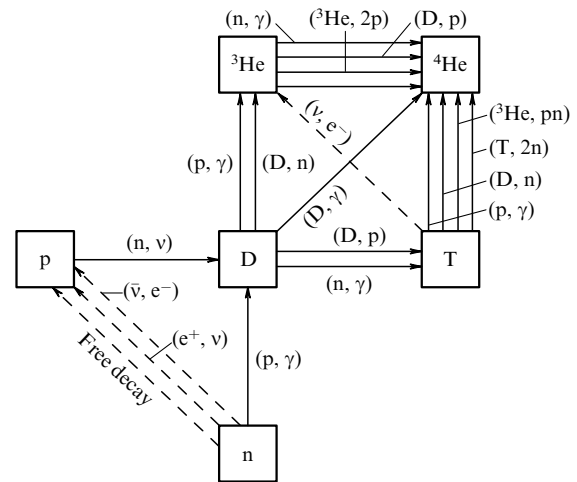 (n, γ)
(³He, 2p)
(D, p)
³He
⁴He
(ν, e⁻)
(³He, pn)
(p, γ)
(D, n)
(T, 2n)
(D, n)
(D, γ)
(p, γ)
(n, ν)
(D, p)
p
D
T
(ν̄, e⁻)
(n, γ)
(e⁺, ν)
Free decay
(p, γ)
n